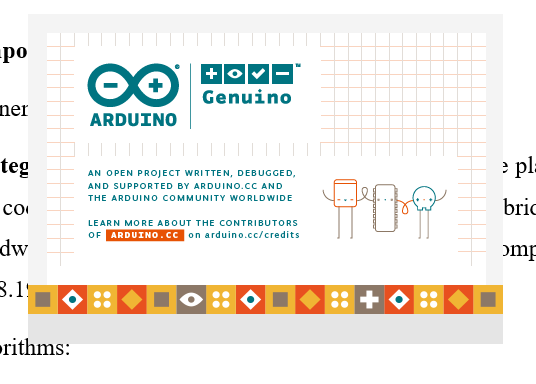 ARDUINO
Genuino
AN OPEN PROJECT WRITTEN, DEBUGGED,
AND SUPPORTED BY ARDUINO.CC AND
THE ARDUINO COMMUNITY WORLDWIDE
LEARN MORE ABOUT THE CONTRIBUTORS
OF ARDUINO.CC on arduino.cc/credits